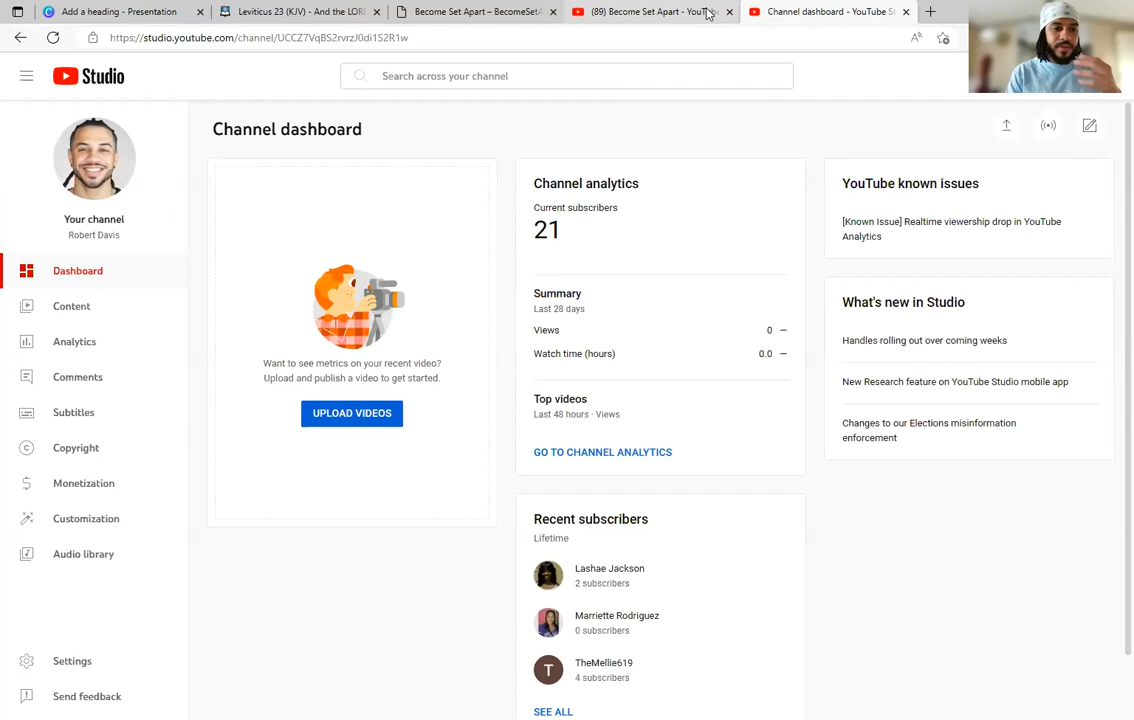 Add a heading - Presentation
Leviticus 23 (KJV) - And the LORD
Become Set Apart – BecomeSetA
(89) Become Set Apart - YouTub
Channel dashboard - YouTube St
https://studio.youtube.com/channel/UCCZ7VqBS2rvrzJ0di1S2R1w
Studio
Search across your channel
Channel dashboard
Your channel
Robert Davis
Dashboard
Content
Analytics
Comments
Subtitles
Copyright
Monetization
Customization
Audio library
Settings
Send feedback
Want to see metrics on your recent video?
Upload and publish a video to get started.
UPLOAD VIDEOS
Channel analytics
Current subscribers
21
Summary
Last 28 days
Views 0 —
Watch time (hours) 0.0 —
Top videos
Last 48 hours · Views
GO TO CHANNEL ANALYTICS
Recent subscribers
Lifetime
Lashae Jackson
2 subscribers
Marriette Rodriguez
0 subscribers
T
TheMellie619
4 subscribers
SEE ALL
YouTube known issues
[Known Issue] Realtime viewership drop in YouTube
Analytics
What's new in Studio
Handles rolling out over coming weeks
New Research feature on YouTube Studio mobile app
Changes to our Elections misinformation
enforcement